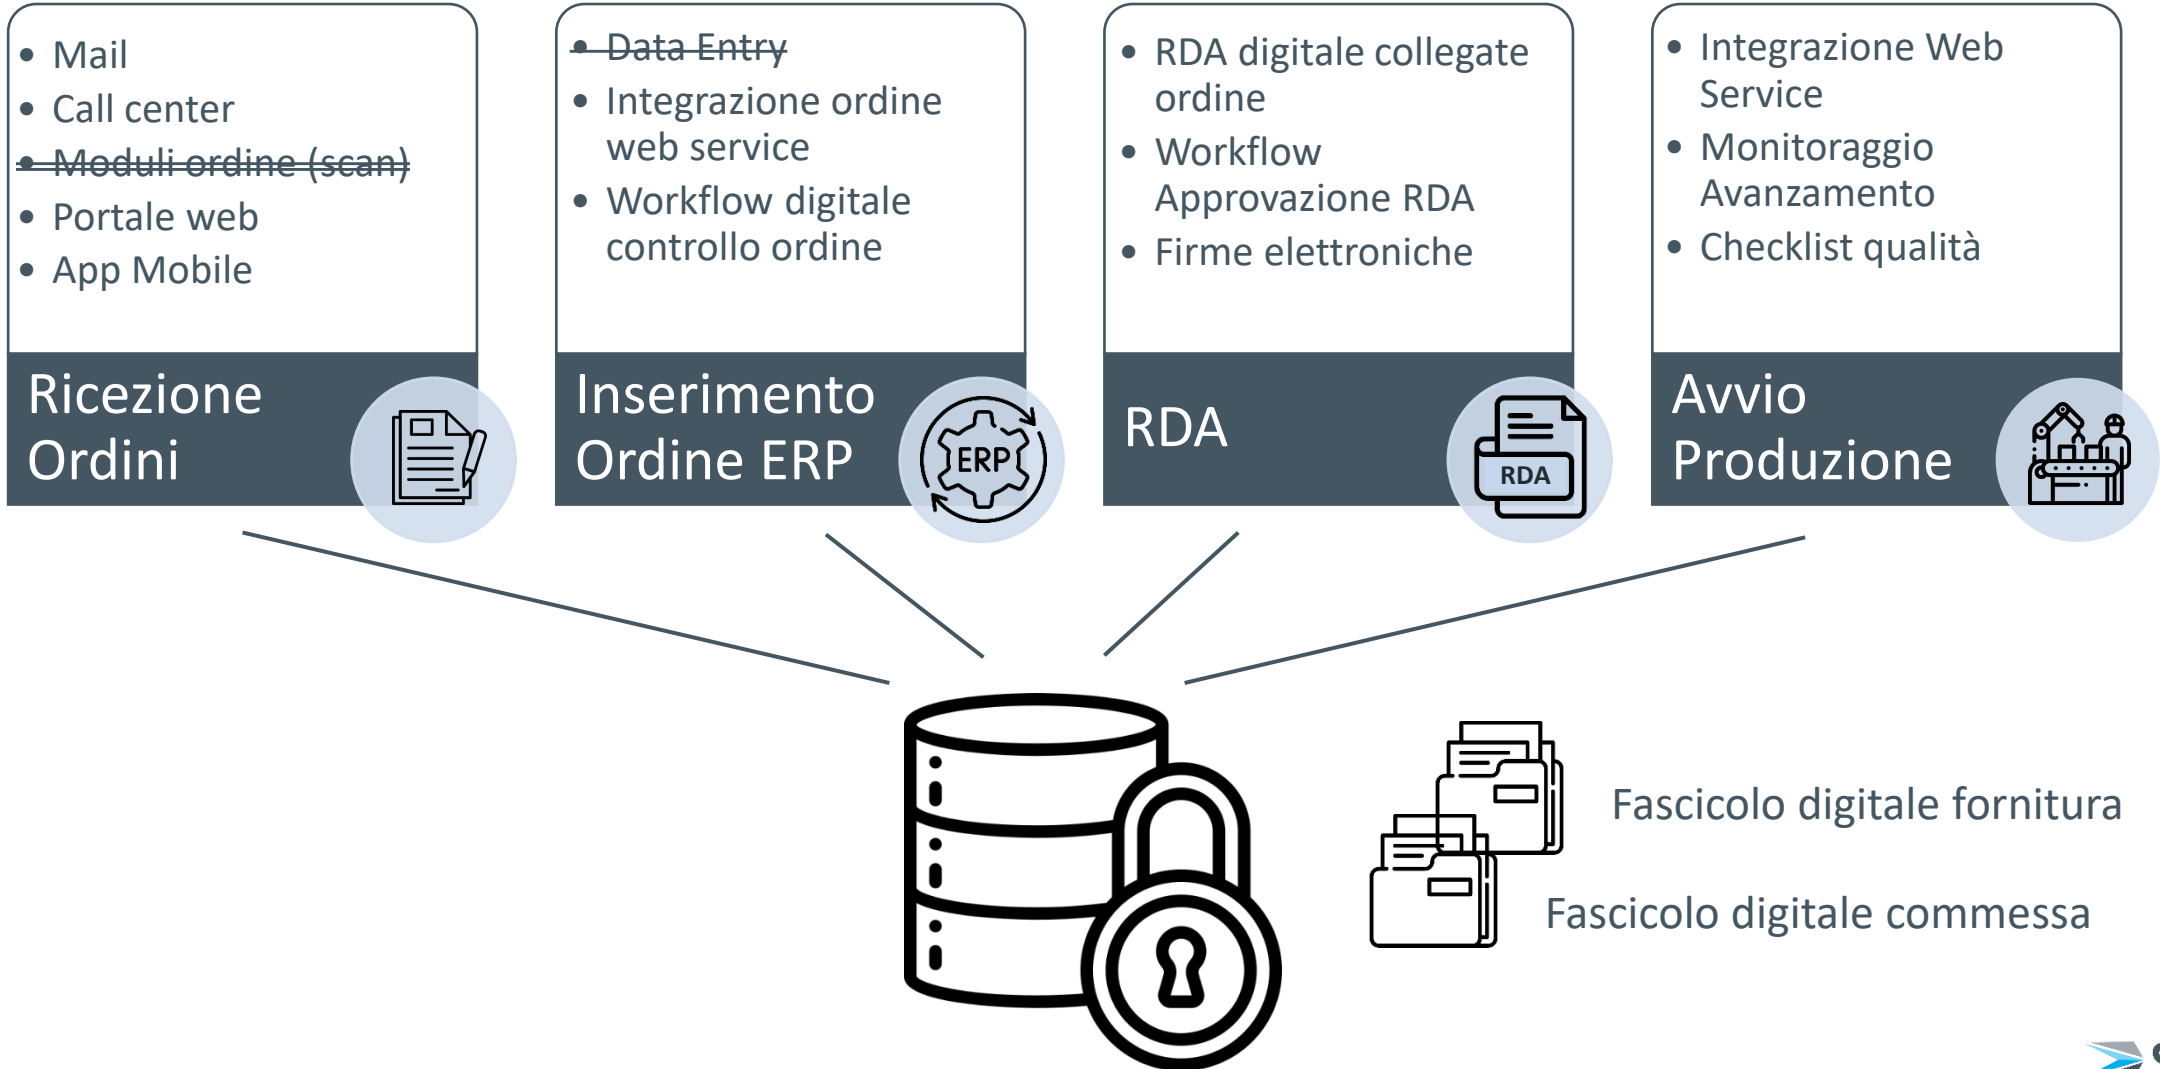 • Mail
• Call center
• Moduli ordine (scan)
• Portale web
• App Mobile
Ricezione
Ordini
• Data Entry
• Integrazione ordine
web service
• Workflow digitale
controllo ordine
Inserimento
Ordine ERP
ERP
• RDA digitale collegate
ordine
• Workflow
Approvazione RDA
• Firme elettroniche
RDA
RDA
• Integrazione Web
Service
• Monitoraggio
Avanzamento
• Checklist qualità
Avvio
Produzione
Fascicolo digitale fornitura
Fascicolo digitale commessa